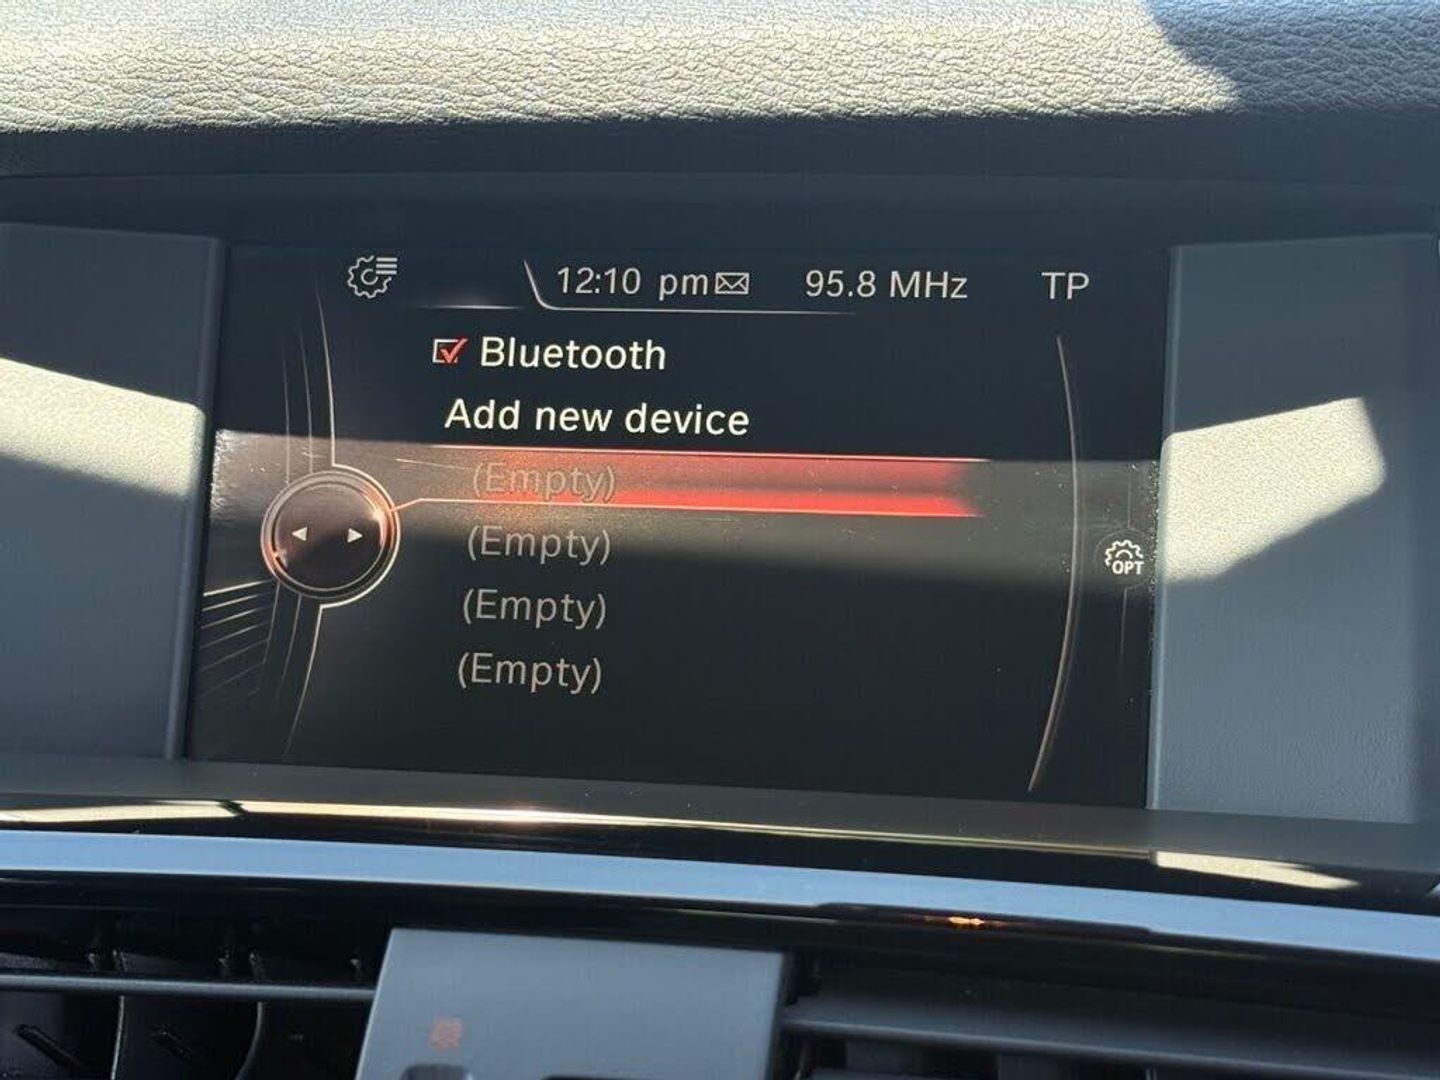 12:10 pm 95.8 MHz TP
Bluetooth
Add new device
(Empty)
(Empty)
OPT
(Empty)
(Empty)